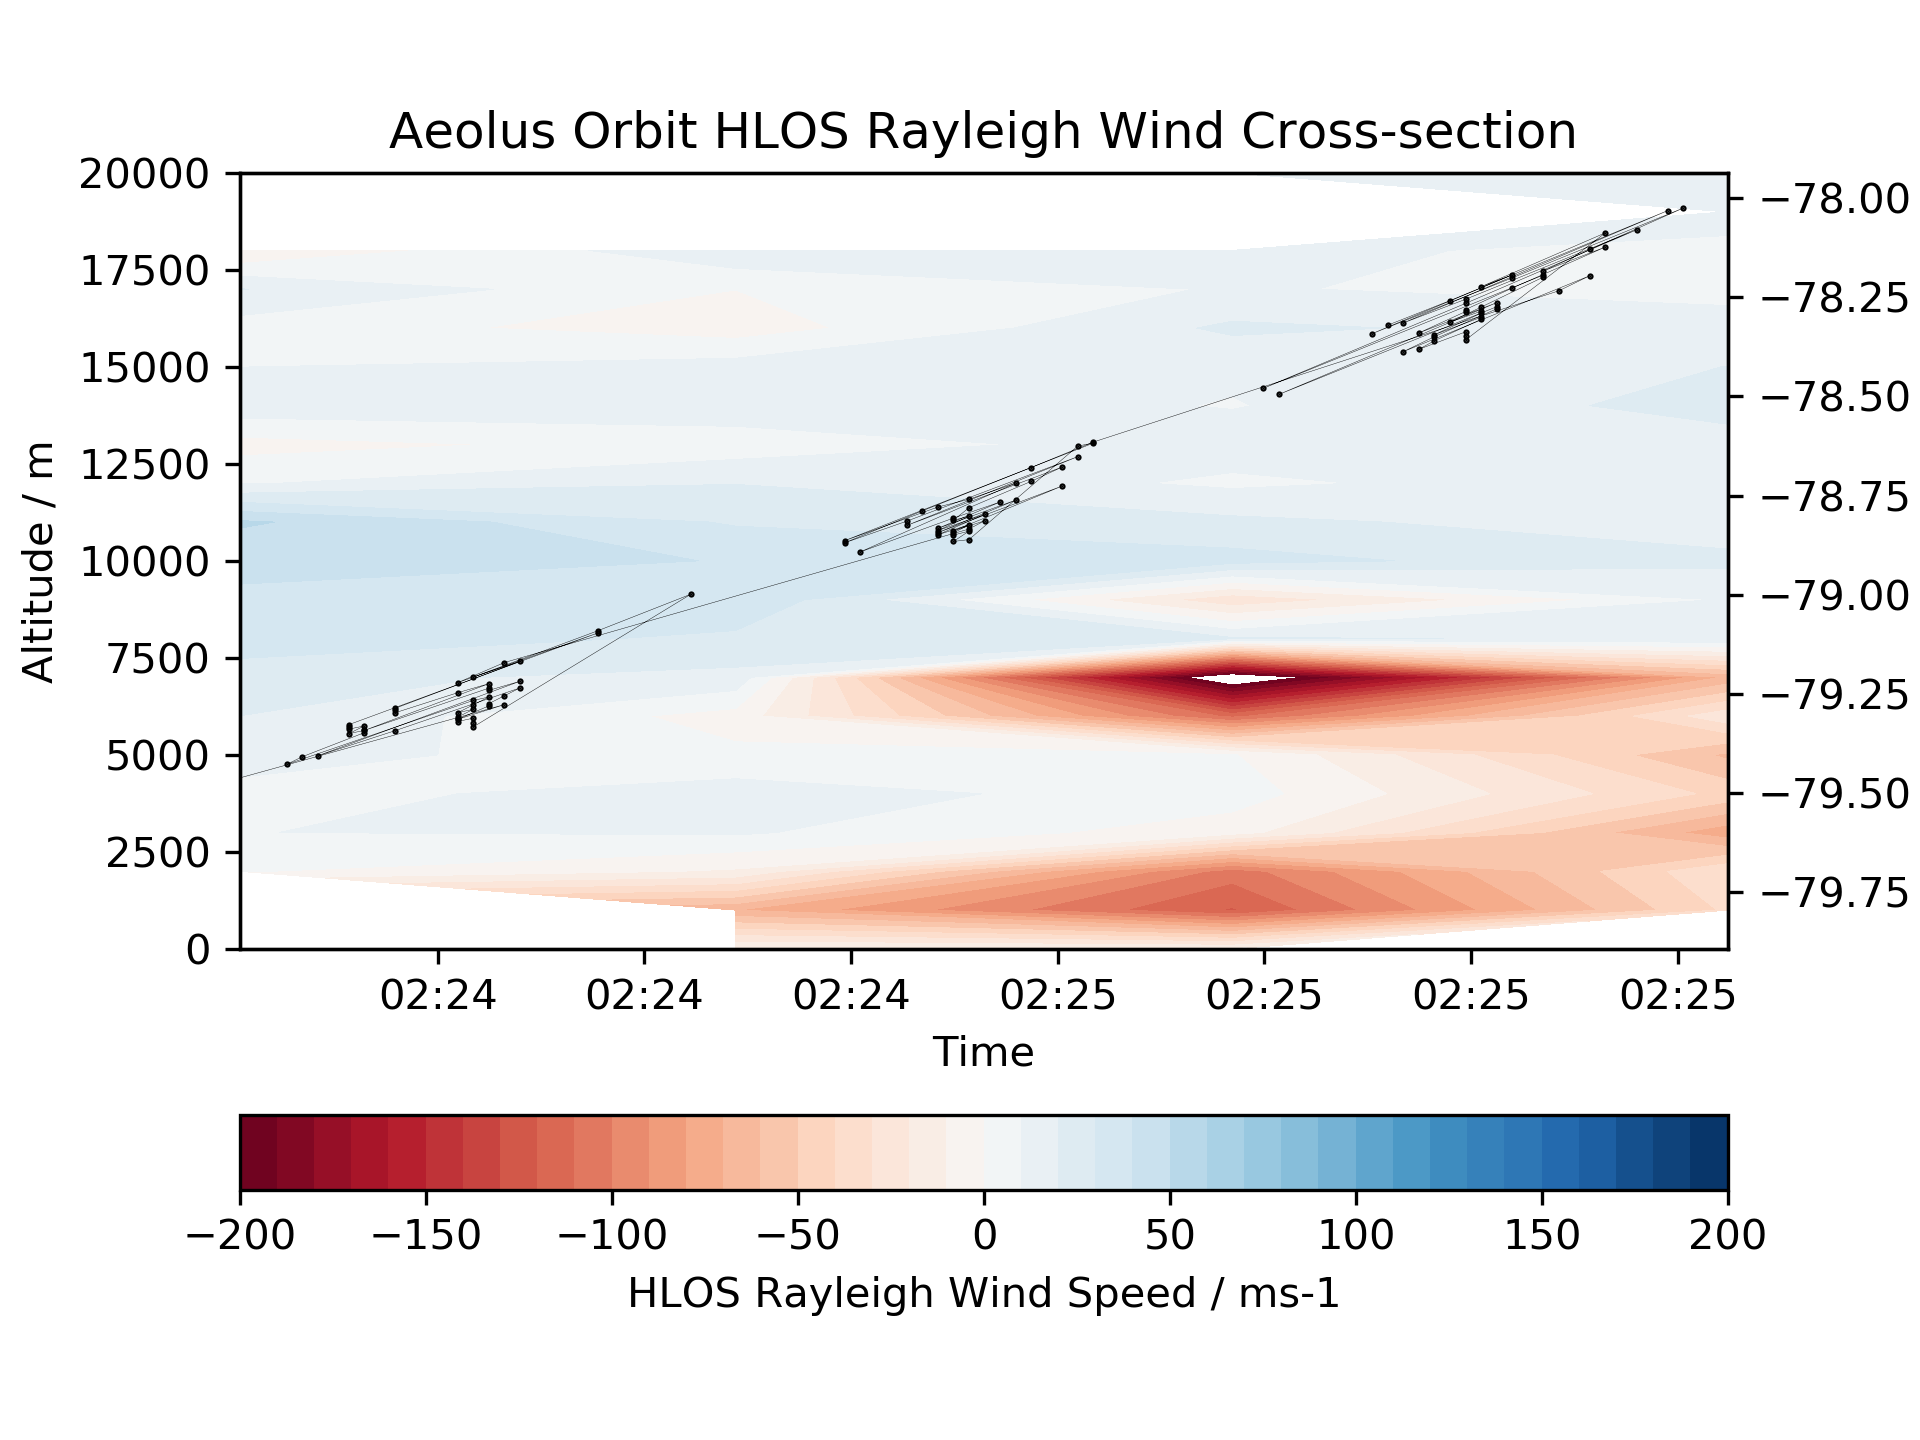 Aeolus Orbit HLOS Rayleigh Wind Cross-section
20000
17500
15000
12500
10000
7500
5000
2500
0
Altitude / m
−78.00
−78.25
−78.50
−78.75
−79.00
−79.25
−79.50
−79.75
02:24 02:24 02:24 02:25 02:25 02:25 02:25
Time
−200 −150 −100 −50 0 50 100 150 200
HLOS Rayleigh Wind Speed / ms-1